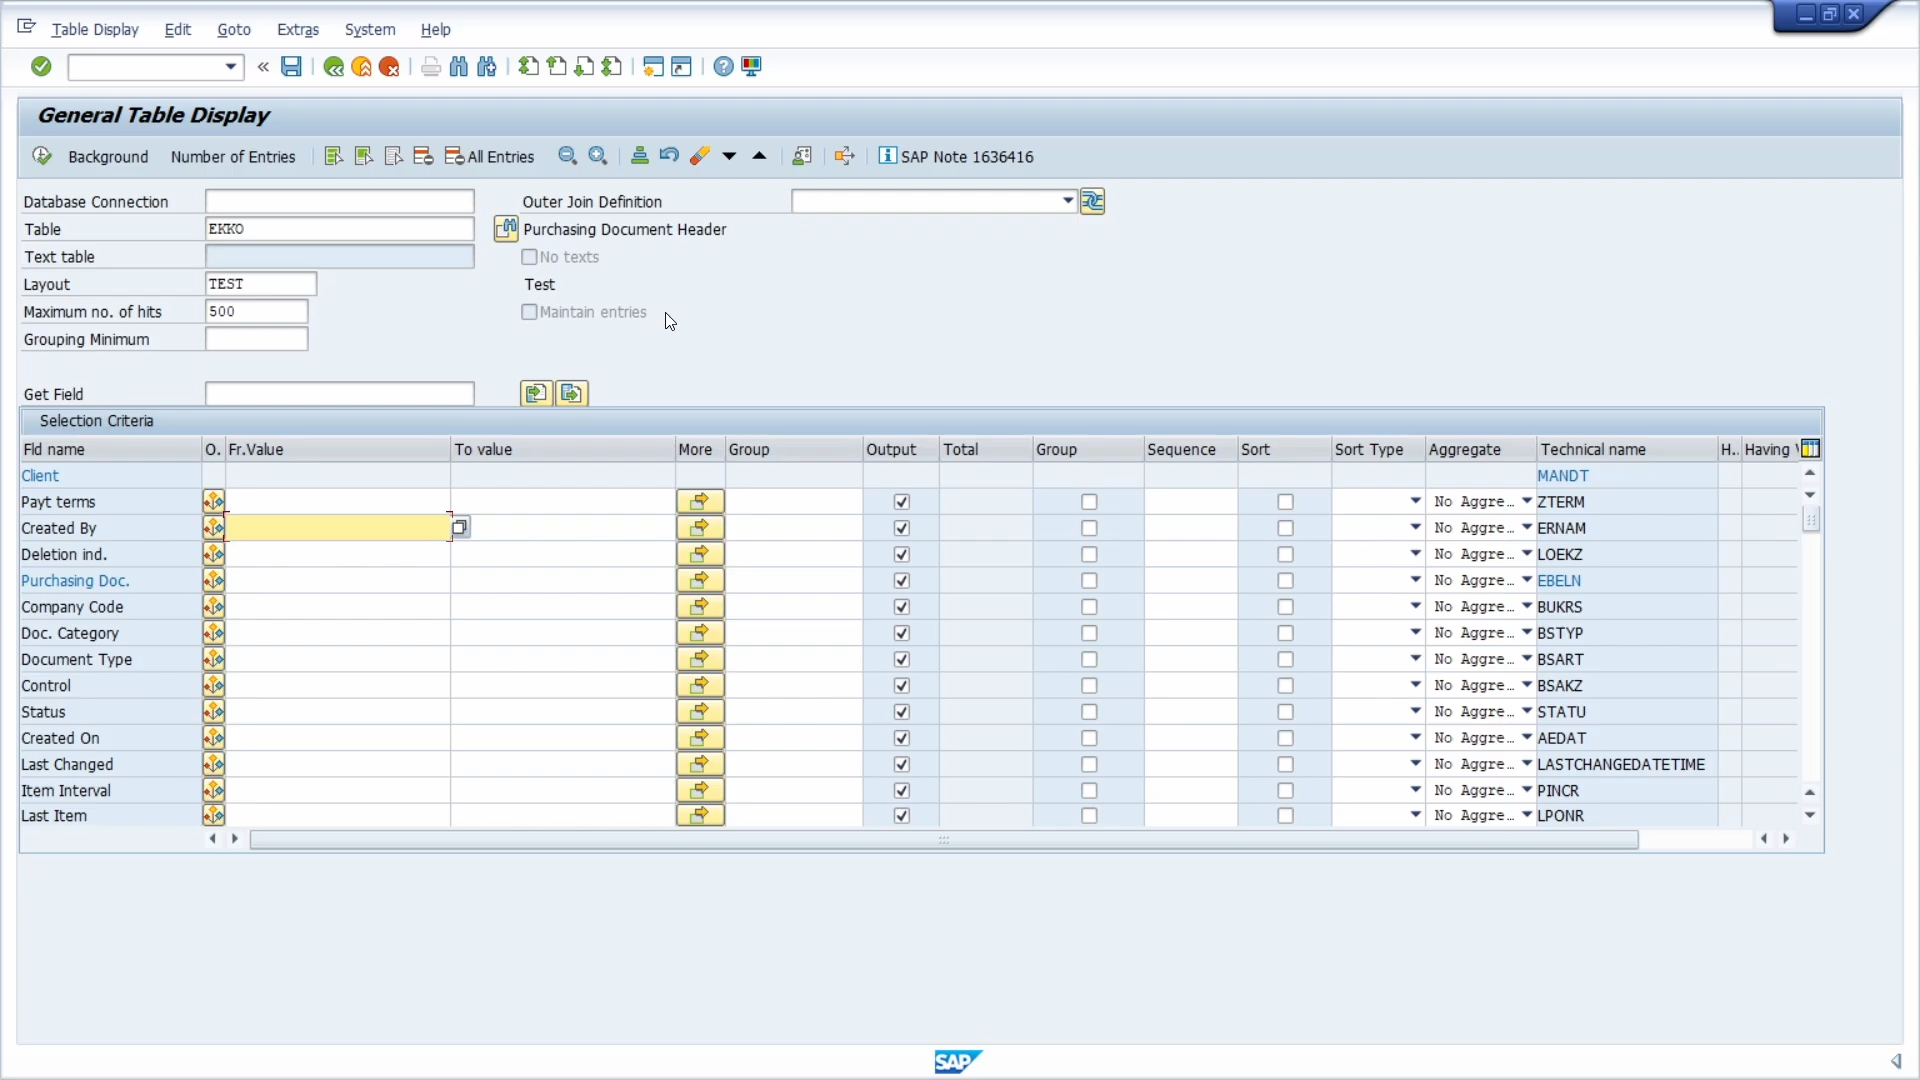 Table Display Edit Goto Extras System Help
General Table Display
Background Number of Entries All Entries SAP Note 1636416
Database Connection Outer Join Definition
Table EKKO Purchasing Document Header
Text table No texts
Layout TEST Test
Maximum no. of hits 500 Maintain entries
Grouping Minimum
Get Field
Selection Criteria
Fld name O. Fr.Value To value More Group Output Total Group Sequence Sort Sort Type Aggregate Technical name H.. Having
Client MANDT
Payt terms No Aggre… ZTERM
Created By No Aggre… ERNAM
Deletion ind. No Aggre… LOEKZ
Purchasing Doc. No Aggre… EBELN
Company Code No Aggre… BUKRS
Doc. Category No Aggre… BSTYP
Document Type No Aggre… BSART
Control No Aggre… BSAKZ
Status No Aggre… STATU
Created On No Aggre… AEDAT
Last Changed No Aggre… LASTCHANGEDATETIME
Item Interval No Aggre… PINCR
Last Item No Aggre… LPONR
SAP